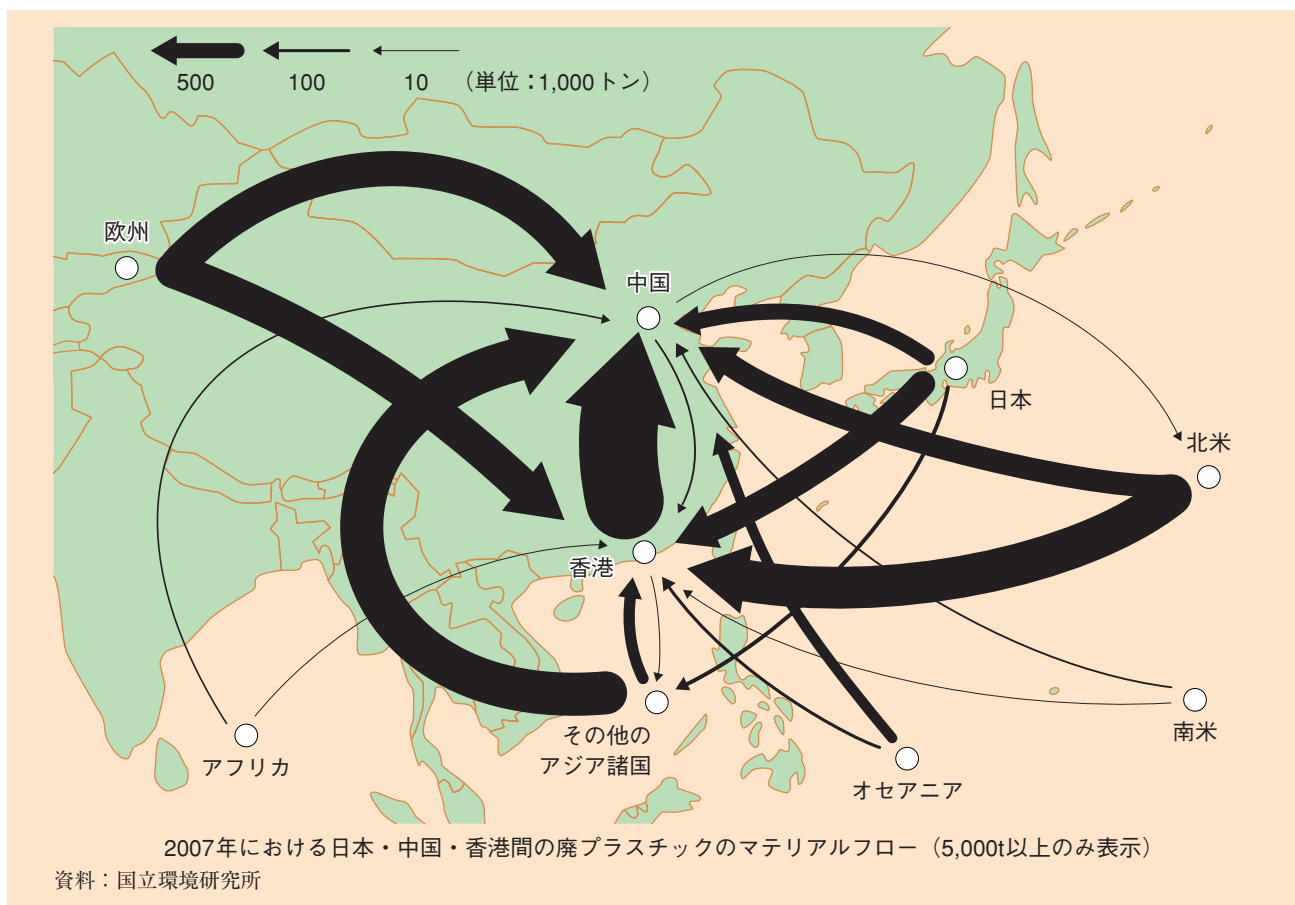 500 100 10 （単位：1,000トン）
欧州
中国
日本
北米
香港
その他の
アジア諸国
アフリカ
南米
オセアニア
2007年における日本・中国・香港間の廃プラスチックのマテリアルフロー（5,000t以上のみ表示）
資料：国立環境研究所